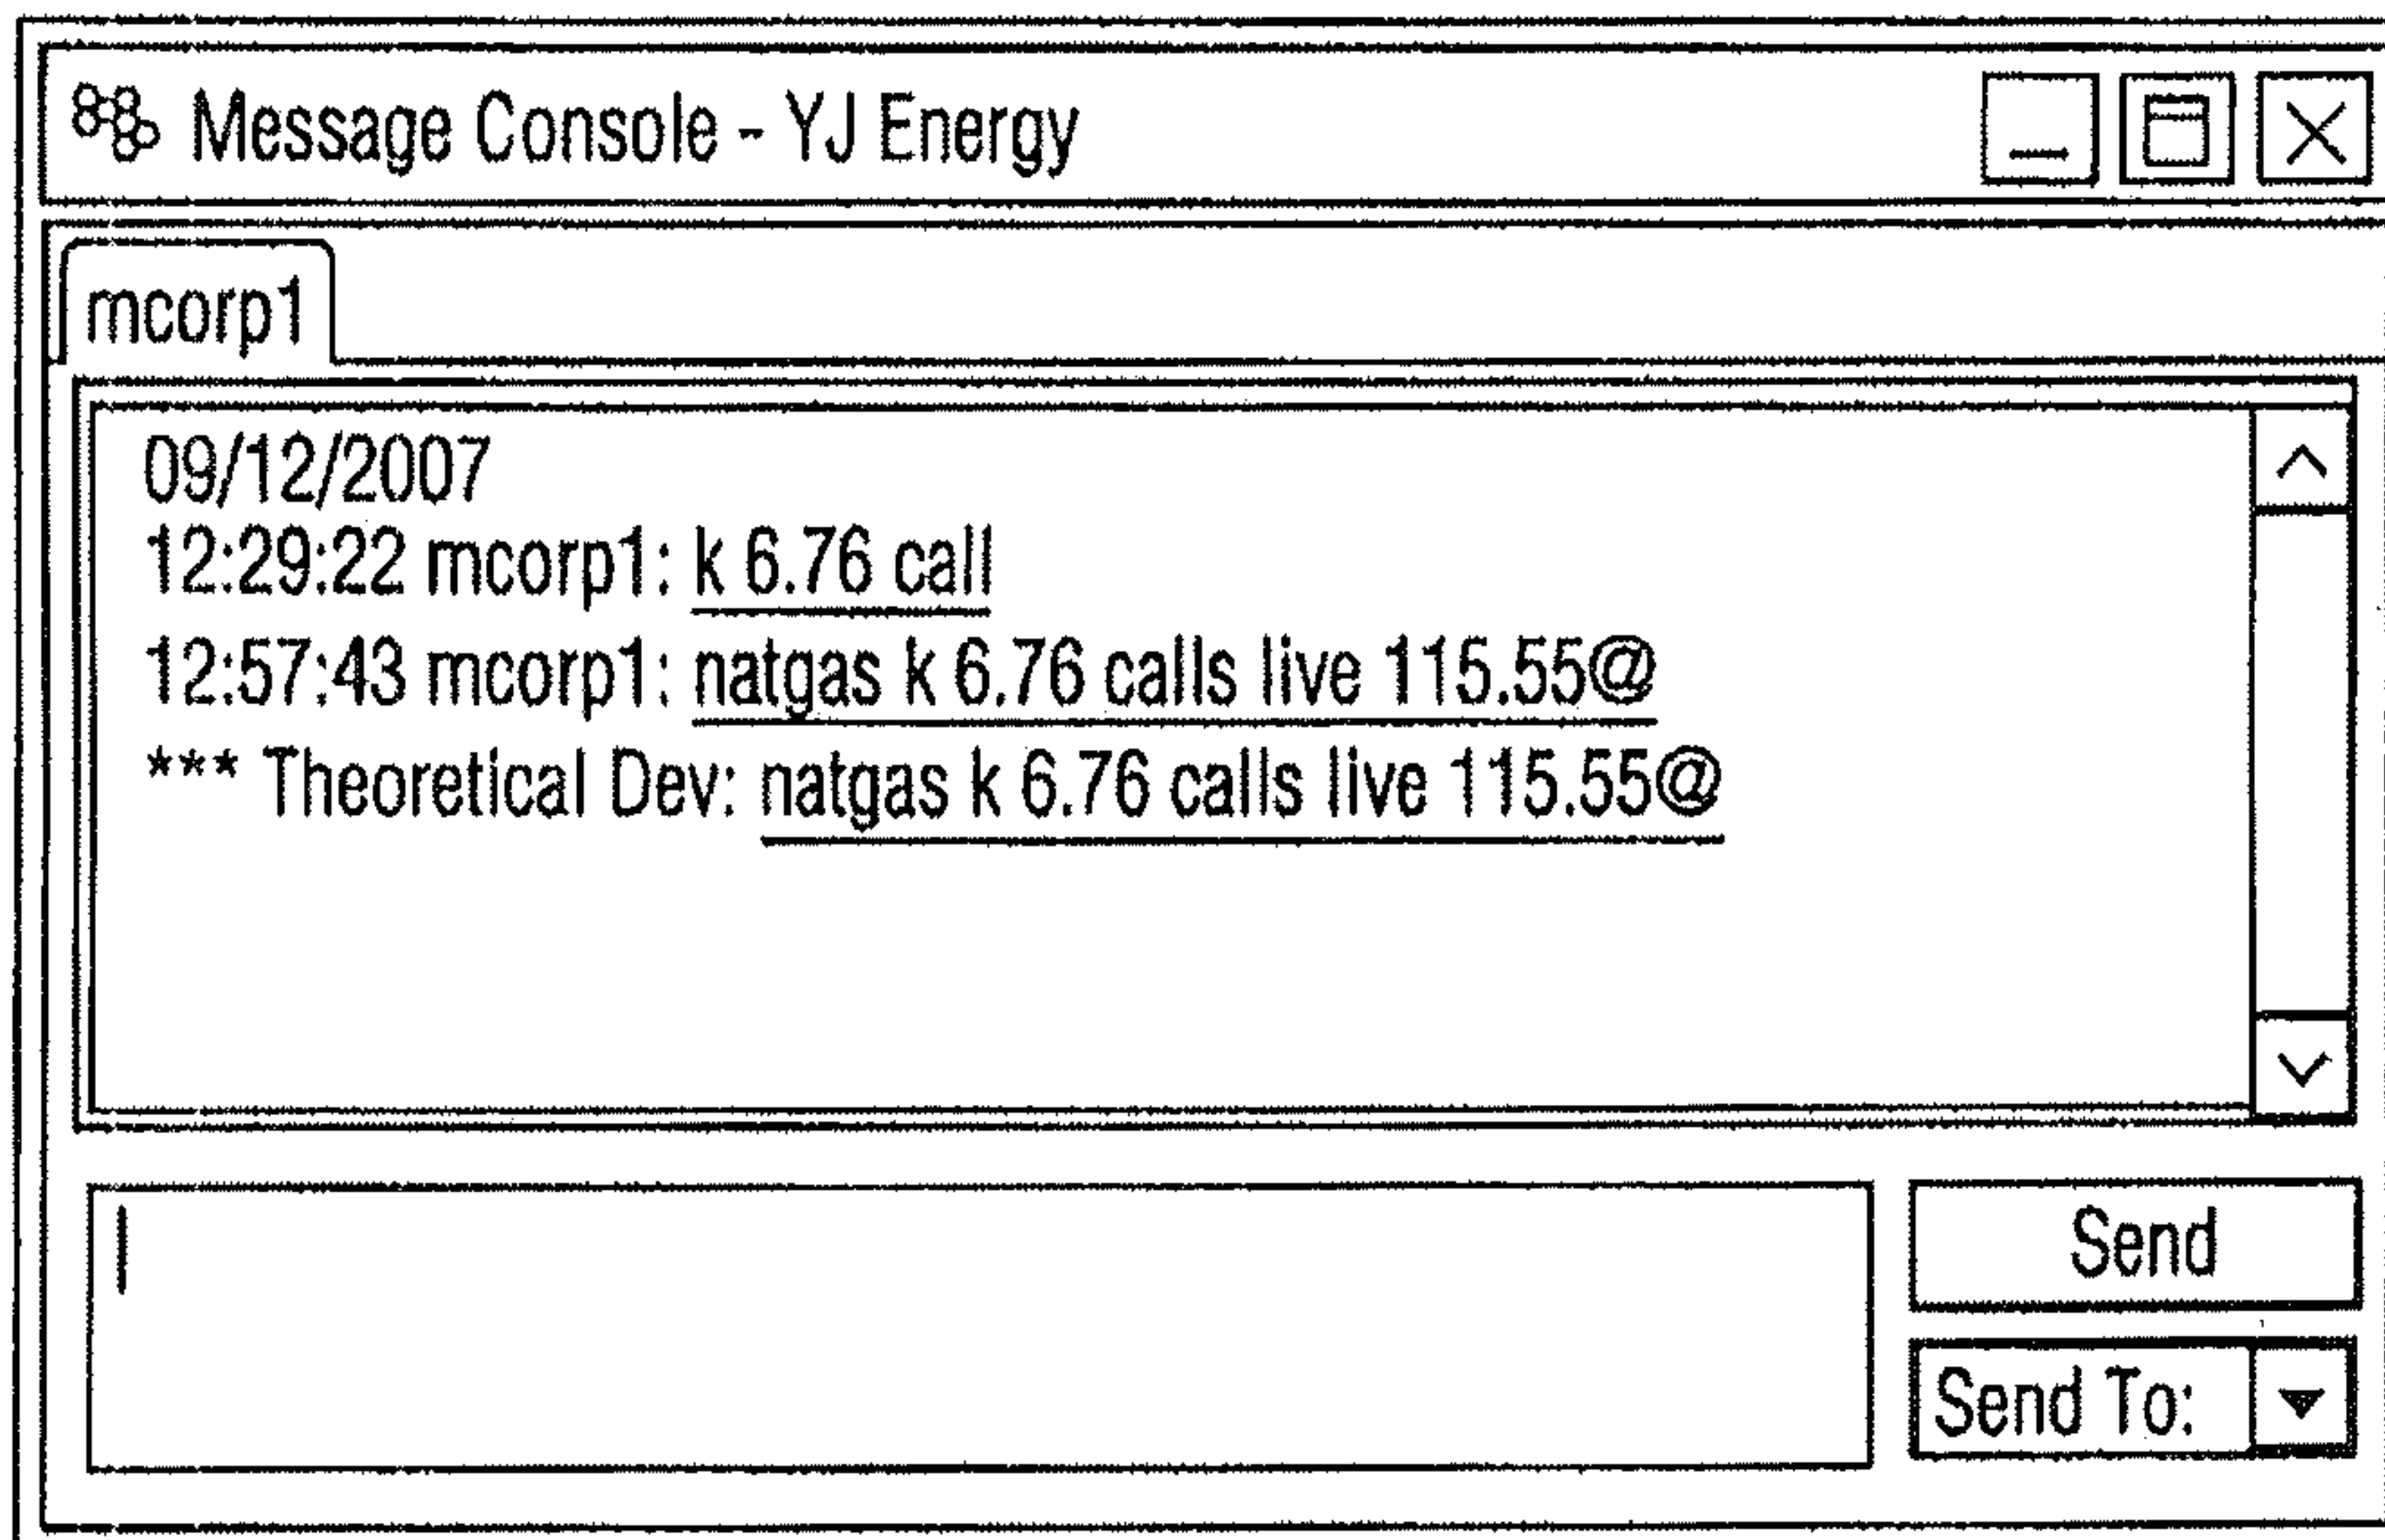 Message Console - YJ Energy
mcorp1
09/12/2007
12:29:22 mcorp1: k 6.76 call
12:57:43 mcorp1: natgas k 6.76 calls live 115.55@
*** Theoretical Dev: natgas k 6.76 calls live 115.55@
Send
Send To: